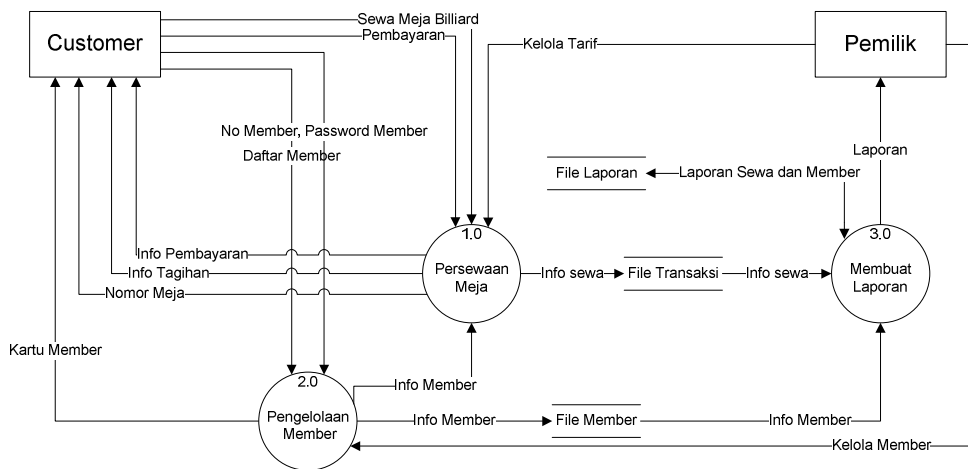 Sewa Meja Billiard
Customer
Pembayaran
Kelola Tarif
Pemilik
No Member, Password Member
Daftar Member
Laporan
File Laporan
Laporan Sewa dan Member
1.0
Persewaan
Meja
3.0
Membuat
Laporan
Info Pembayaran
Info Tagihan
Nomor Meja
Info sewa
File Transaksi
Info sewa
Kartu Member
2.0
Pengelolaan
Member
Info Member
Info Member
File Member
Info Member
Kelola Member